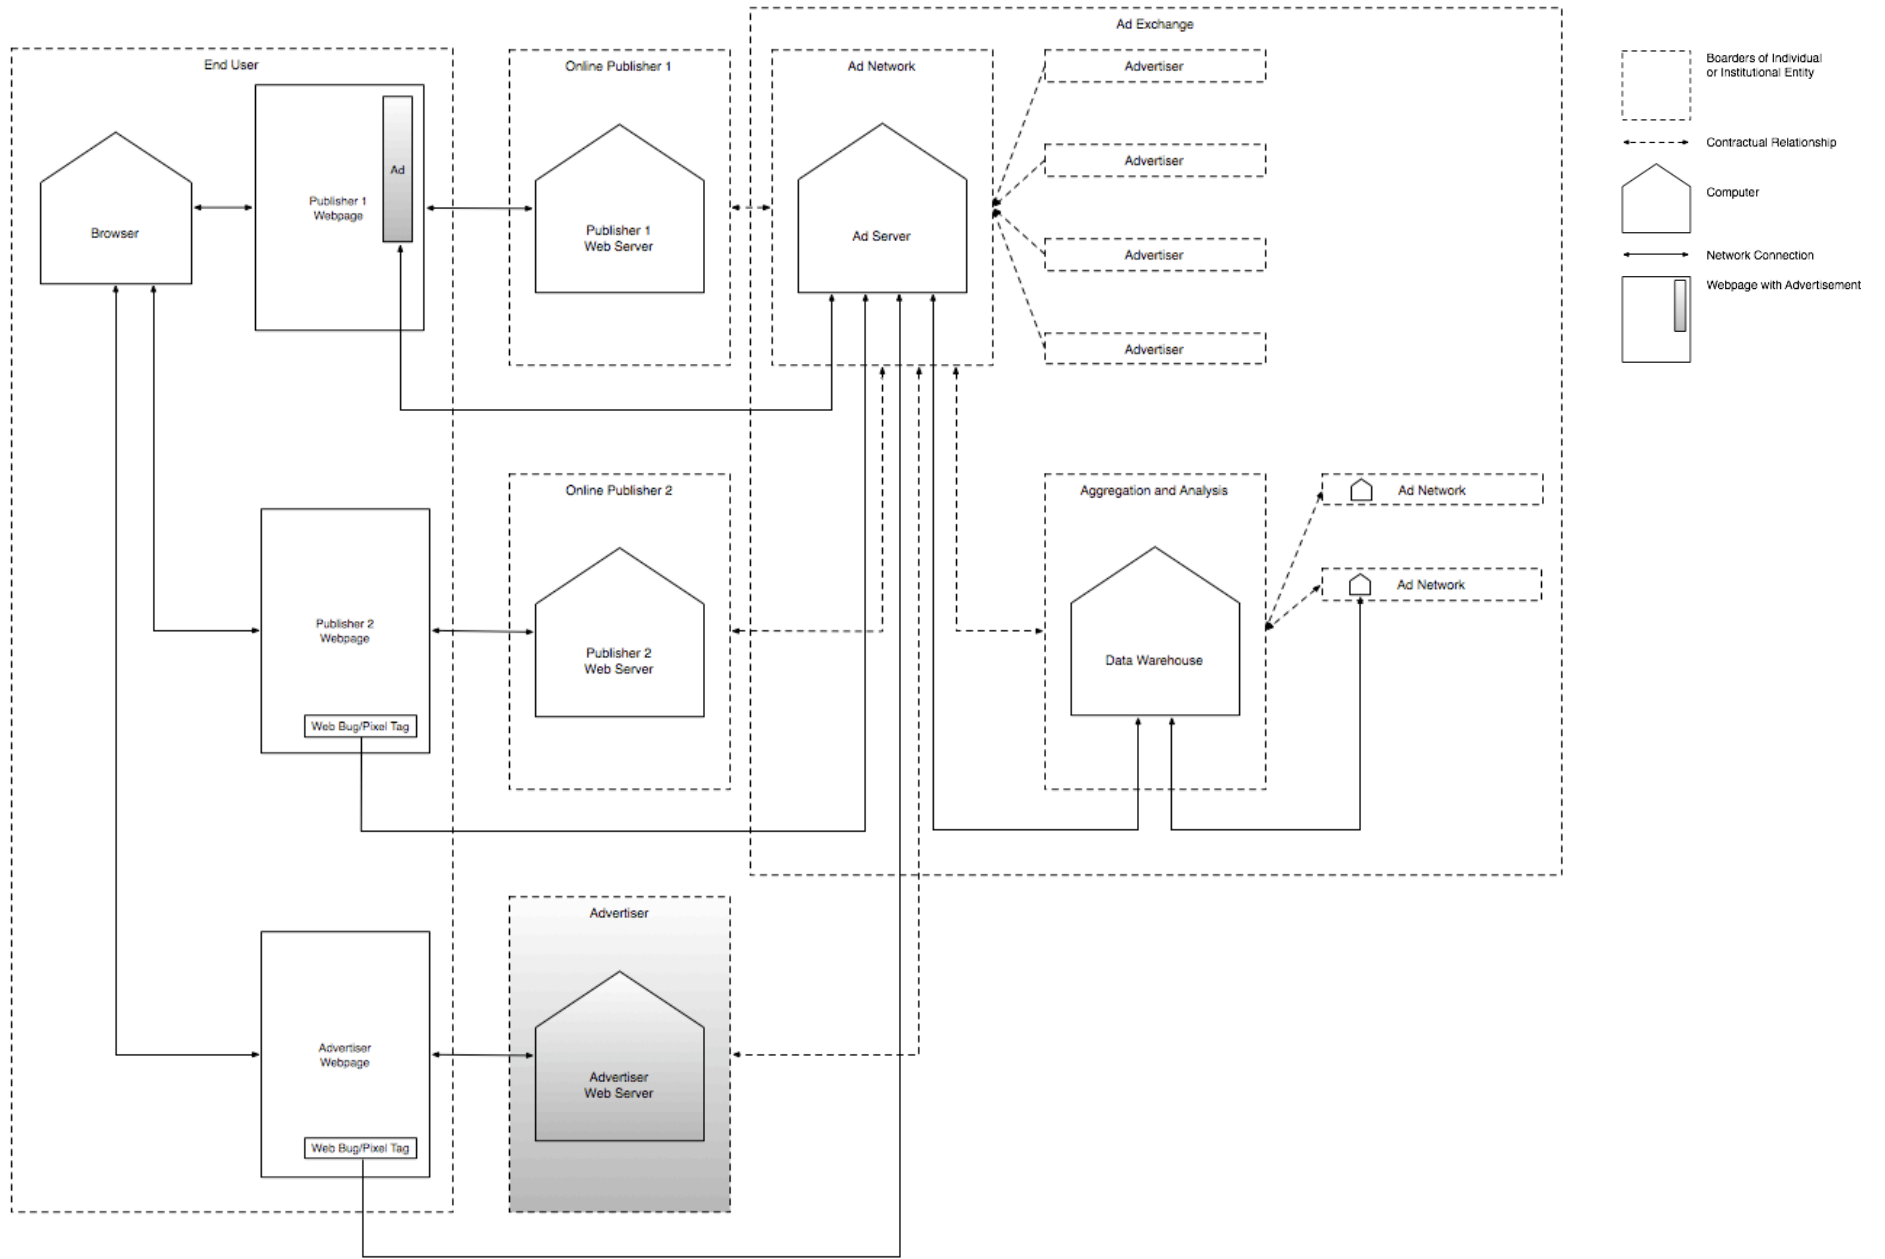 Ad Exchange
End User
Online Publisher 1
Ad Network
Advertiser
Boarders of Individual
or Institutional Entity
Contractual Relationship
Computer
Network Connection
Webpage with Advertisement
Ad
Publisher 1
Webpage
Browser
Publisher 1
Web Server
Ad Server
Advertiser
Advertiser
Advertiser
Online Publisher 2
Aggregation and Analysis
Ad Network
Ad Network
Publisher 2
Webpage
Publisher 2
Web Server
Data Warehouse
Web Bug/Pixel Tag
Advertiser
Advertiser
Webpage
Advertiser
Web Server
Web Bug/Pixel Tag